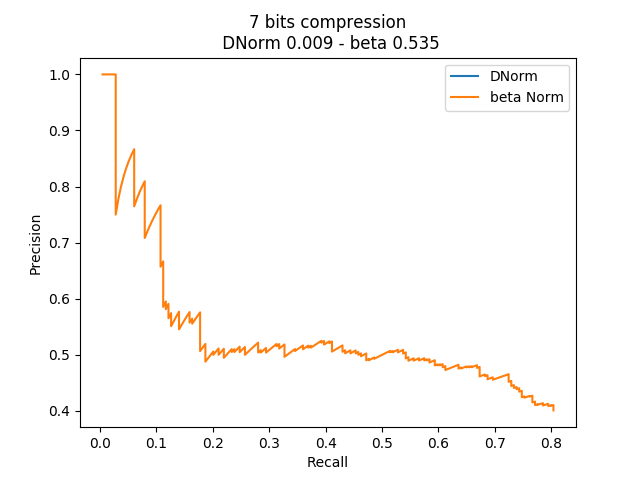 7 bits compression
DNorm 0.009 - beta 0.535
DNorm
beta Norm
1.0
0.9
0.8
0.7
0.6
0.5
0.4
Precision
0.0 0.1 0.2 0.3 0.4 0.5 0.6 0.7 0.8
Recall